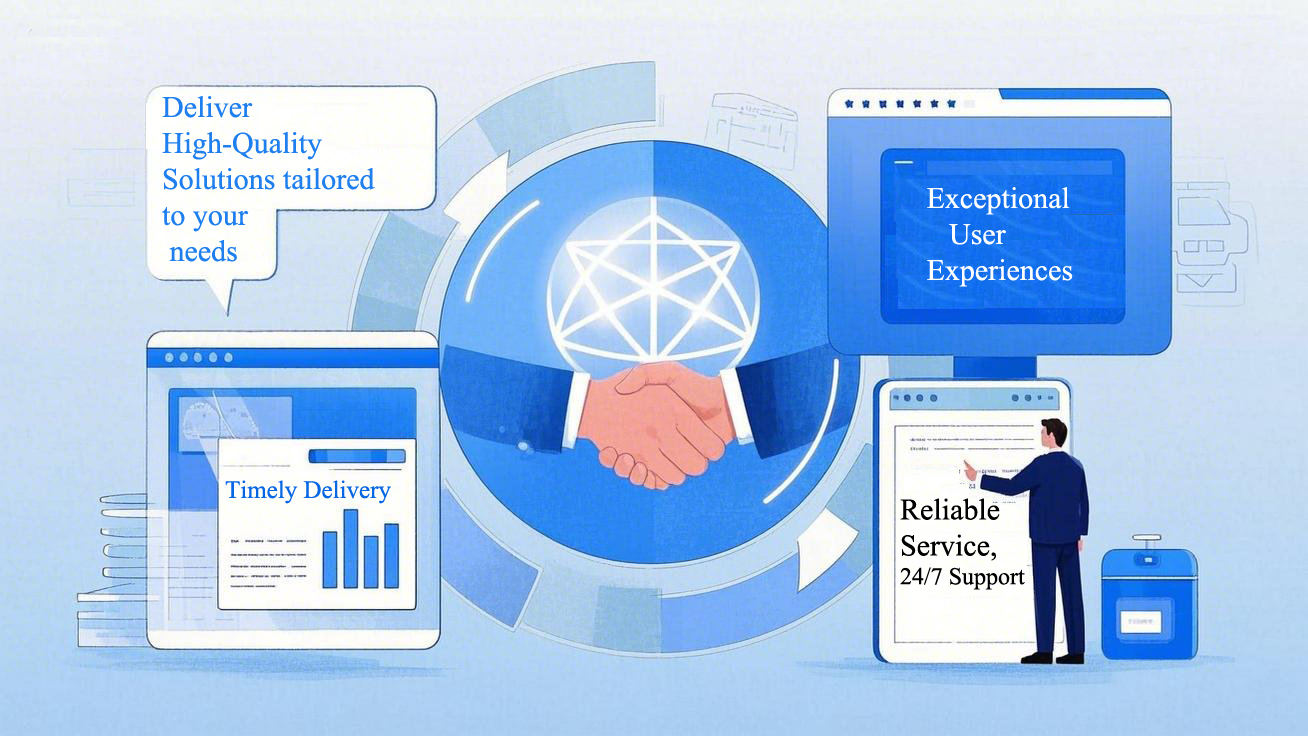 Deliver
High-Quality
Solutions tailored
to your
needs
Exceptional
User
Experiences
Timely Delivery
Reliable
Service,
24/7 Support